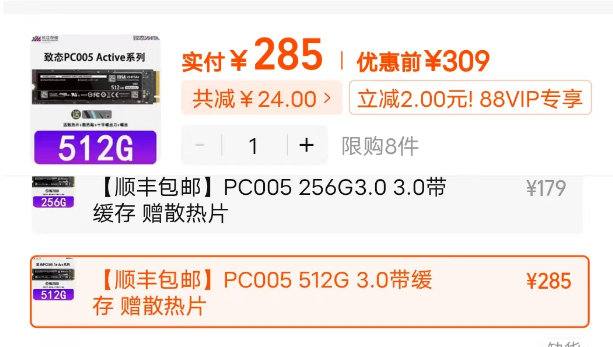 长江存储
致态PC005 Active系列
512G
实付￥285
优惠前¥309
共减￥24.00 >
立减2.00元! 88VIP专享
− 1 +
限购8件
256G
【顺丰包邮】PC005 256G3.0 3.0带
缓存 赠散热片
¥179
512G
【顺丰包邮】PC005 512G 3.0带缓
存 赠散热片
¥285